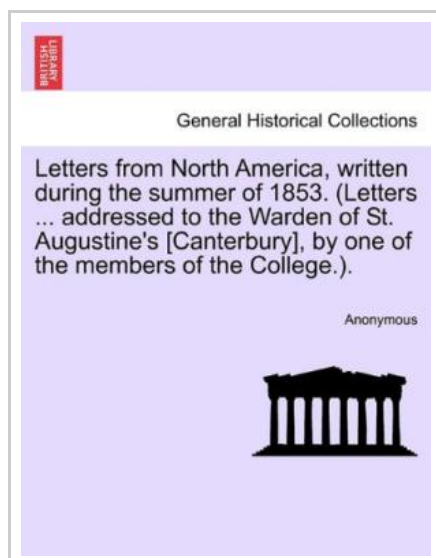 BRITISH
LIBRARY
General Historical Collections
Letters from North America, written
during the summer of 1853. (Letters
... addressed to the Warden of St.
Augustine's [Canterbury], by one of
the members of the College.).
Anonymous